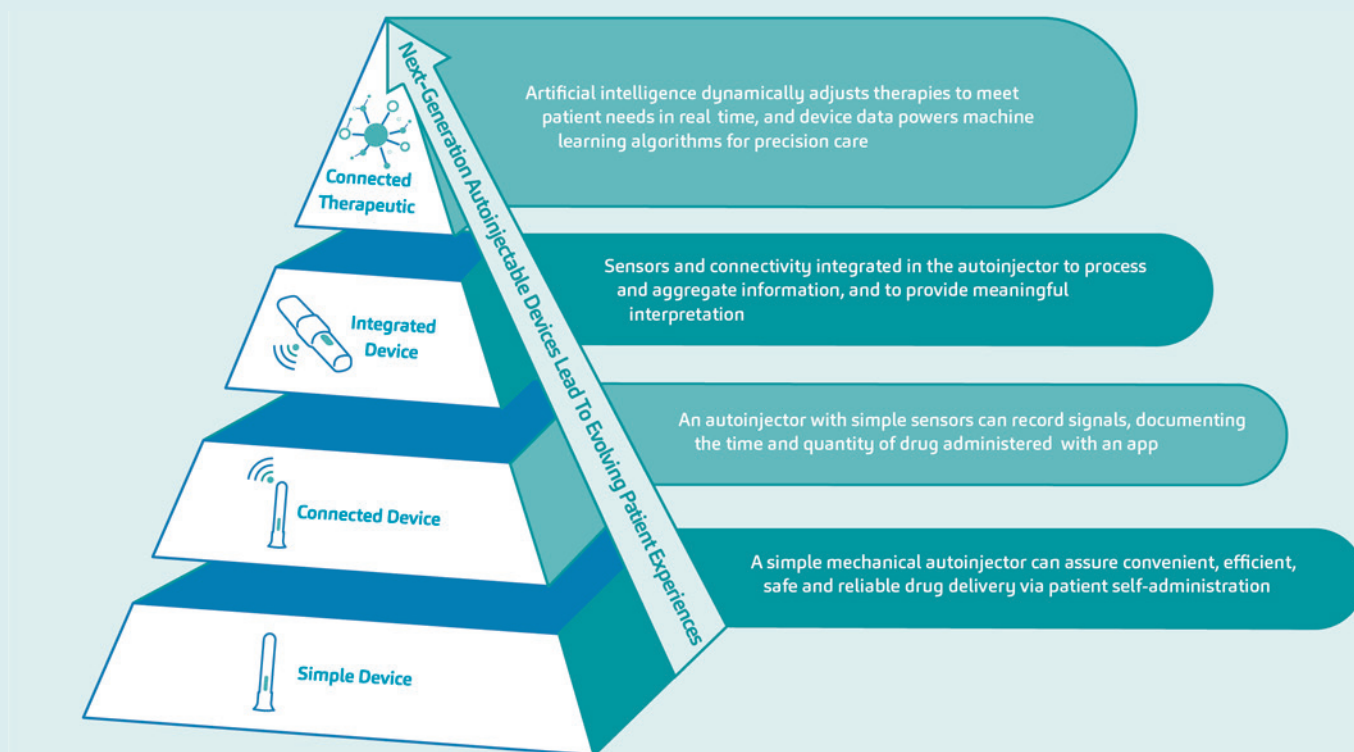 Next-Generation Autoinjectable Devices Lead To Evolving Patient Experiences
Connected
Therapeutic
Artificial intelligence dynamically adjusts therapies to meet
patient needs in real time, and device data powers machine
learning algorithms for precision care
Integrated
Device
Sensors and connectivity integrated in the autoinjector to process
and aggregate information, and to provide meaningful
interpretation
Connected Device
An autoinjector with simple sensors can record signals, documenting
the time and quantity of drug administered with an app
Simple Device
A simple mechanical autoinjector can assure convenient, efficient,
safe and reliable drug delivery via patient self-administration